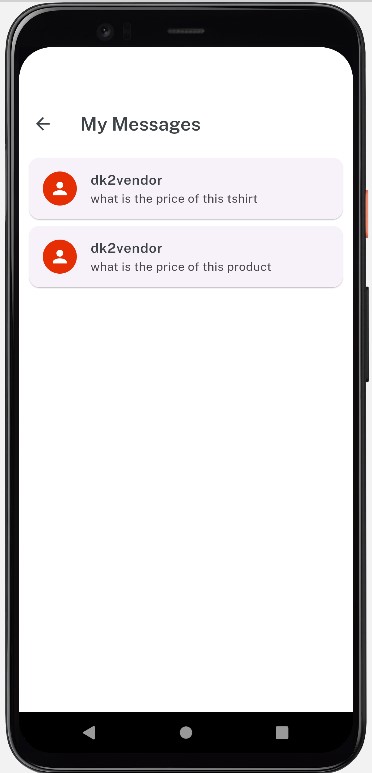 My Messages
dk2vendor
what is the price of this tshirt
dk2vendor
what is the price of this product